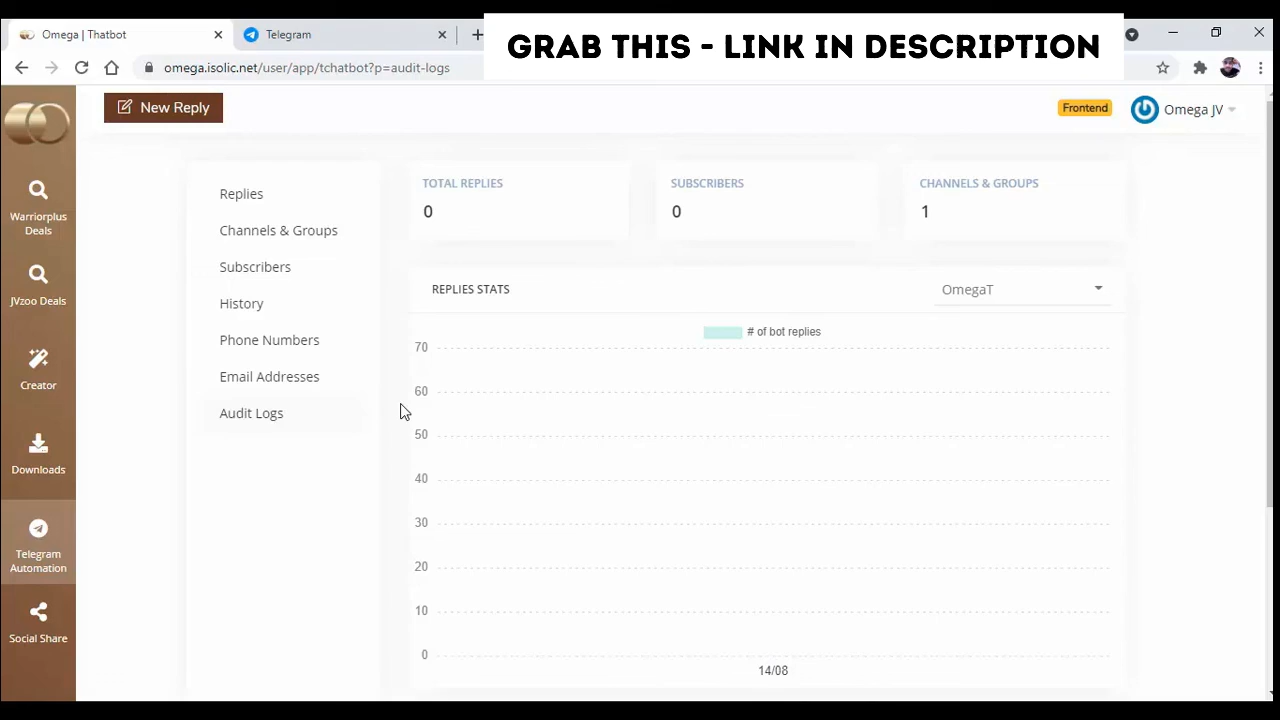 Omega | Thatbot
Telegram
GRAB THIS - LINK IN DESCRIPTION
omega.isolic.net/user/app/tchatbot?p=audit-logs
New Reply
Frontend
Omega JV
Warriorplus
Deals
JVzoo Deals
Creator
Downloads
Telegram
Automation
Social Share
Replies
Channels & Groups
Subscribers
History
Phone Numbers
Email Addresses
Audit Logs
TOTAL REPLIES
0
SUBSCRIBERS
0
CHANNELS & GROUPS
1
REPLIES STATS
OmegaT
# of bot replies
70
60
50
40
30
20
10
0
14/08